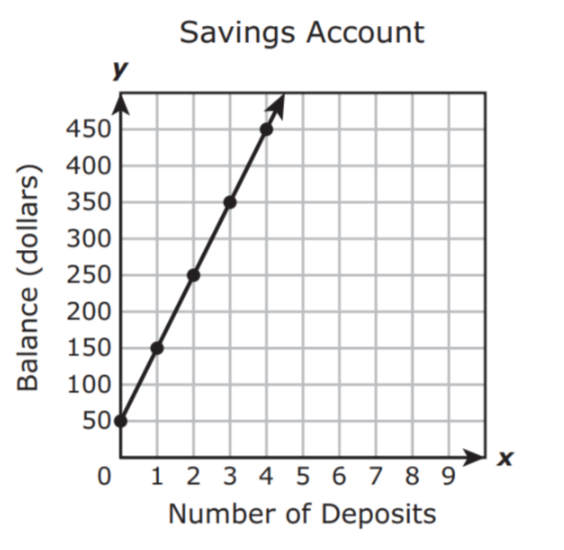 Savings Account
y
450
400
350
300
250
200
150
100
50
Balance (dollars)
0 1 2 3 4 5 6 7 8 9
x
Number of Deposits